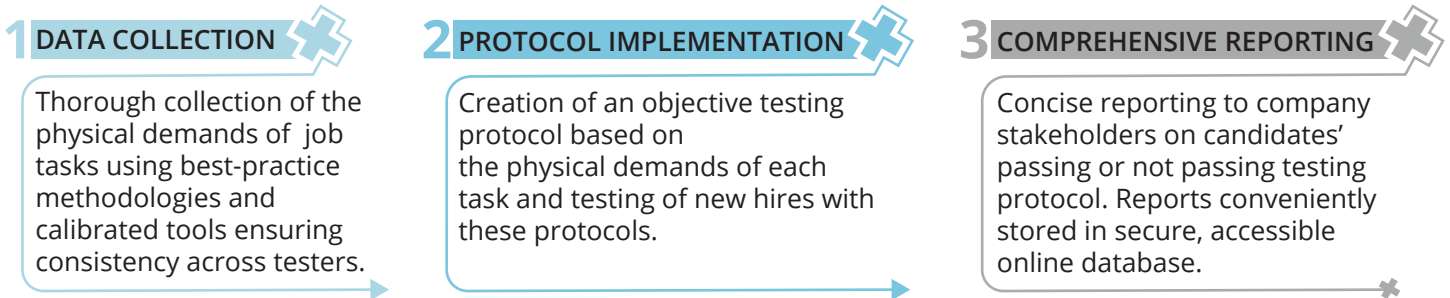 1 DATA COLLECTION
Thorough collection of the
physical demands of  job
tasks using best-practice
methodologies and
calibrated tools ensuring
consistency across testers.
2 PROTOCOL IMPLEMENTATION
Creation of an objective testing
protocol based on
the physical demands of each
task and testing of new hires with
these protocols.
3 COMPREHENSIVE REPORTING
Concise reporting to company
stakeholders on candidates’
passing or not passing testing
protocol. Reports conveniently
stored in secure, accessible
online database.